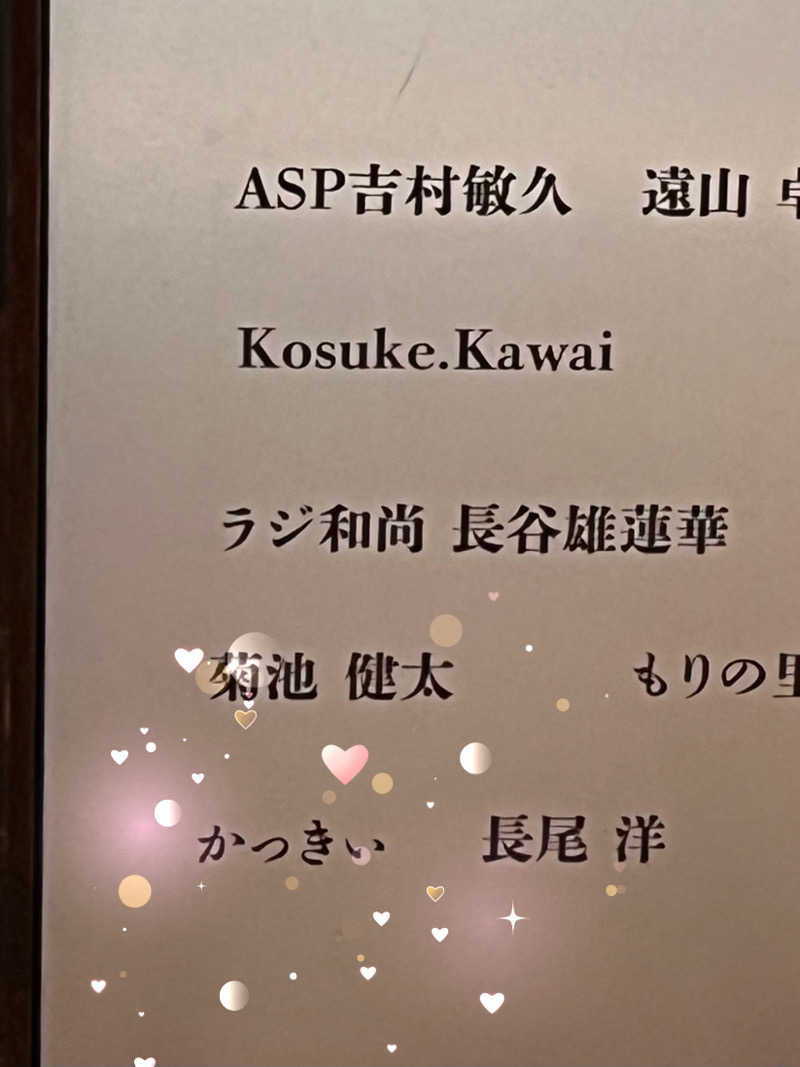 ASP吉村敏久 遠山
Kosuke.Kawai
ラジ和尚 長谷雄蓮華
菊池 健太 もりの里
かっきぃ 長尾 洋